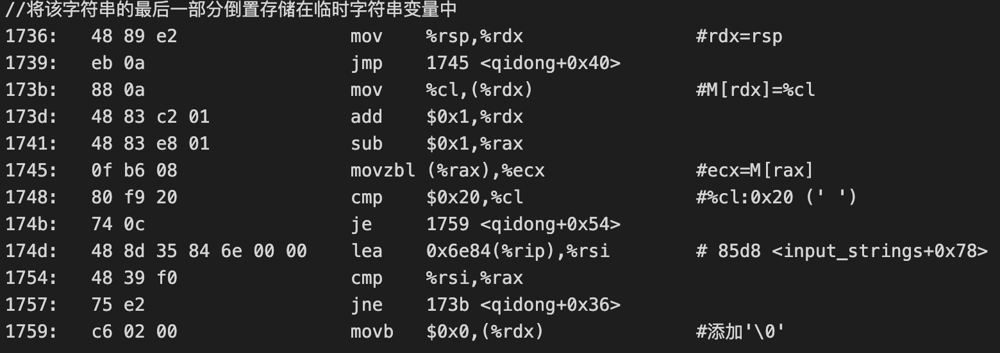 //将该字符串的最后一部分倒置存储在临时字符串变量中
1736: 48 89 e2 mov %rsp,%rdx #rdx=rsp
1739: eb 0a jmp 1745 <qidong+0x40>
173b: 88 0a mov %cl,(%rdx) #M[rdx]=%cl
173d: 48 83 c2 01 add $0x1,%rdx
1741: 48 83 e8 01 sub $0x1,%rax
1745: 0f b6 08 movzbl (%rax),%ecx #ecx=M[rax]
1748: 80 f9 20 cmp $0x20,%cl #%cl:0x20 (' ')
174b: 74 0c je 1759 <qidong+0x54>
174d: 48 8d 35 84 6e 00 00 lea 0x6e84(%rip),%rsi # 85d8 <input_strings+0x78>
1754: 48 39 f0 cmp %rsi,%rax
1757: 75 e2 jne 173b <qidong+0x36>
1759: c6 02 00 movb $0x0,(%rdx) #添加'\0'